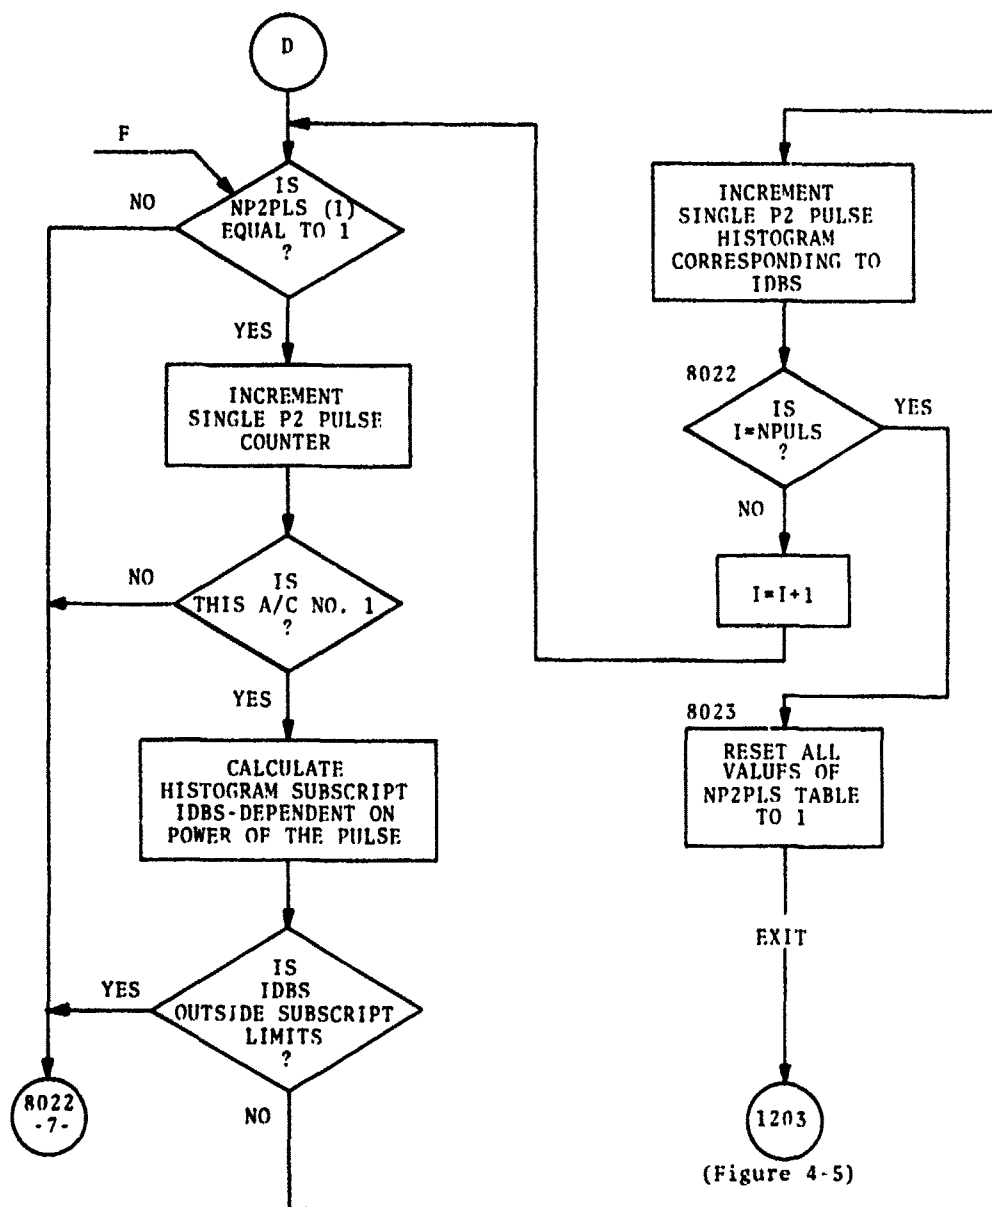 D
F
IS
NP2PLS (I)
EQUAL TO 1
?
NO
YES
INCREMENT
SINGLE P2 PULSE
COUNTER
IS
THIS A/C NO. 1
?
NO
YES
CALCULATE
HISTOGRAM SUBSCRIPT
IDBS-DEPENDENT ON
POWER OF THE PULSE
IS
IDBS
OUTSIDE SUBSCRIPT
LIMITS
?
YES
NO
8022
-7-
INCREMENT
SINGLE P2 PULSE
HISTOGRAM
CORRESPONDING TO
IDBS
8022
IS
I=NPULS
?
YES
NO
I=I+1
8023
RESET ALL
VALUES OF
NP2PLS TABLE
TO 1
EXIT
1203
(Figure 4-5)